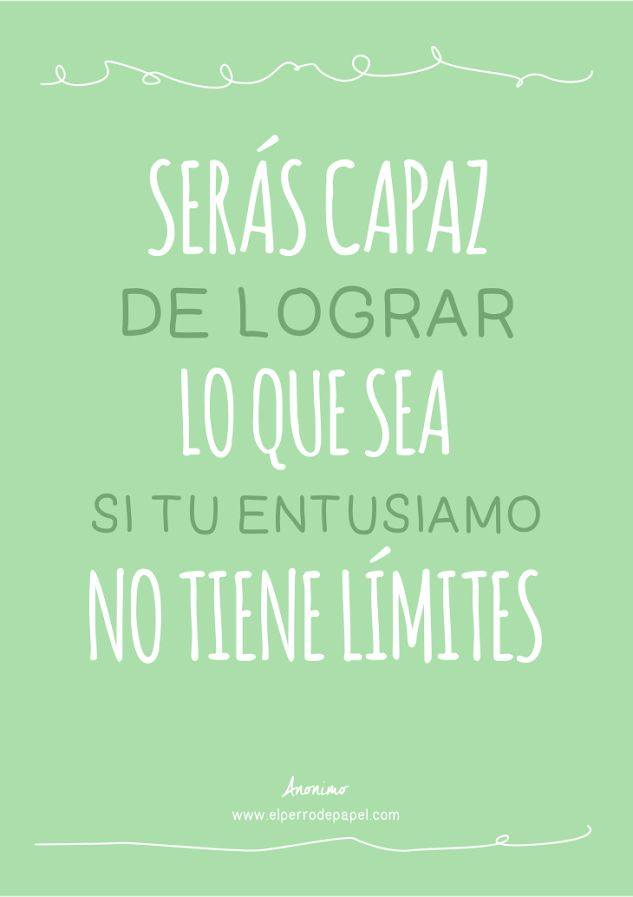 SERÁS CAPAZ
DE LOGRAR
LO QUE SEA
SI TU ENTUSIAMO
NO TIENE LÍMITES
Anonimo
www.elperrodepapel.com